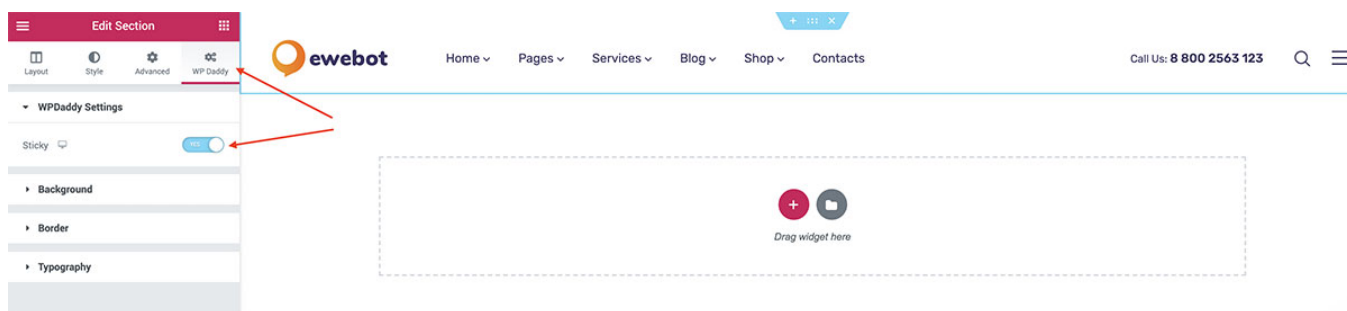 Edit Section
Layout
Style
Advanced
WP Daddy
WPDaddy Settings
Sticky
YES
Background
Border
Typography
ewebot
Home
Pages
Services
Blog
Shop
Contacts
Call Us: 8 800 2563 123
Drag widget here